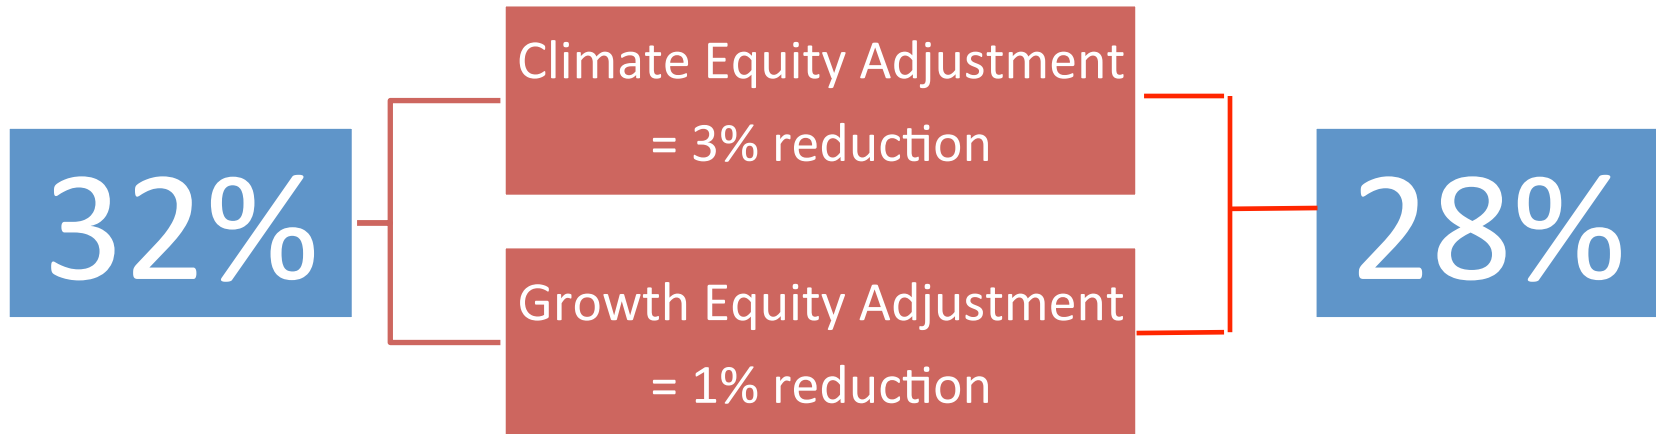 32%
Climate Equity Adjustment
= 3% reduction
Growth Equity Adjustment
= 1% reduction
28%